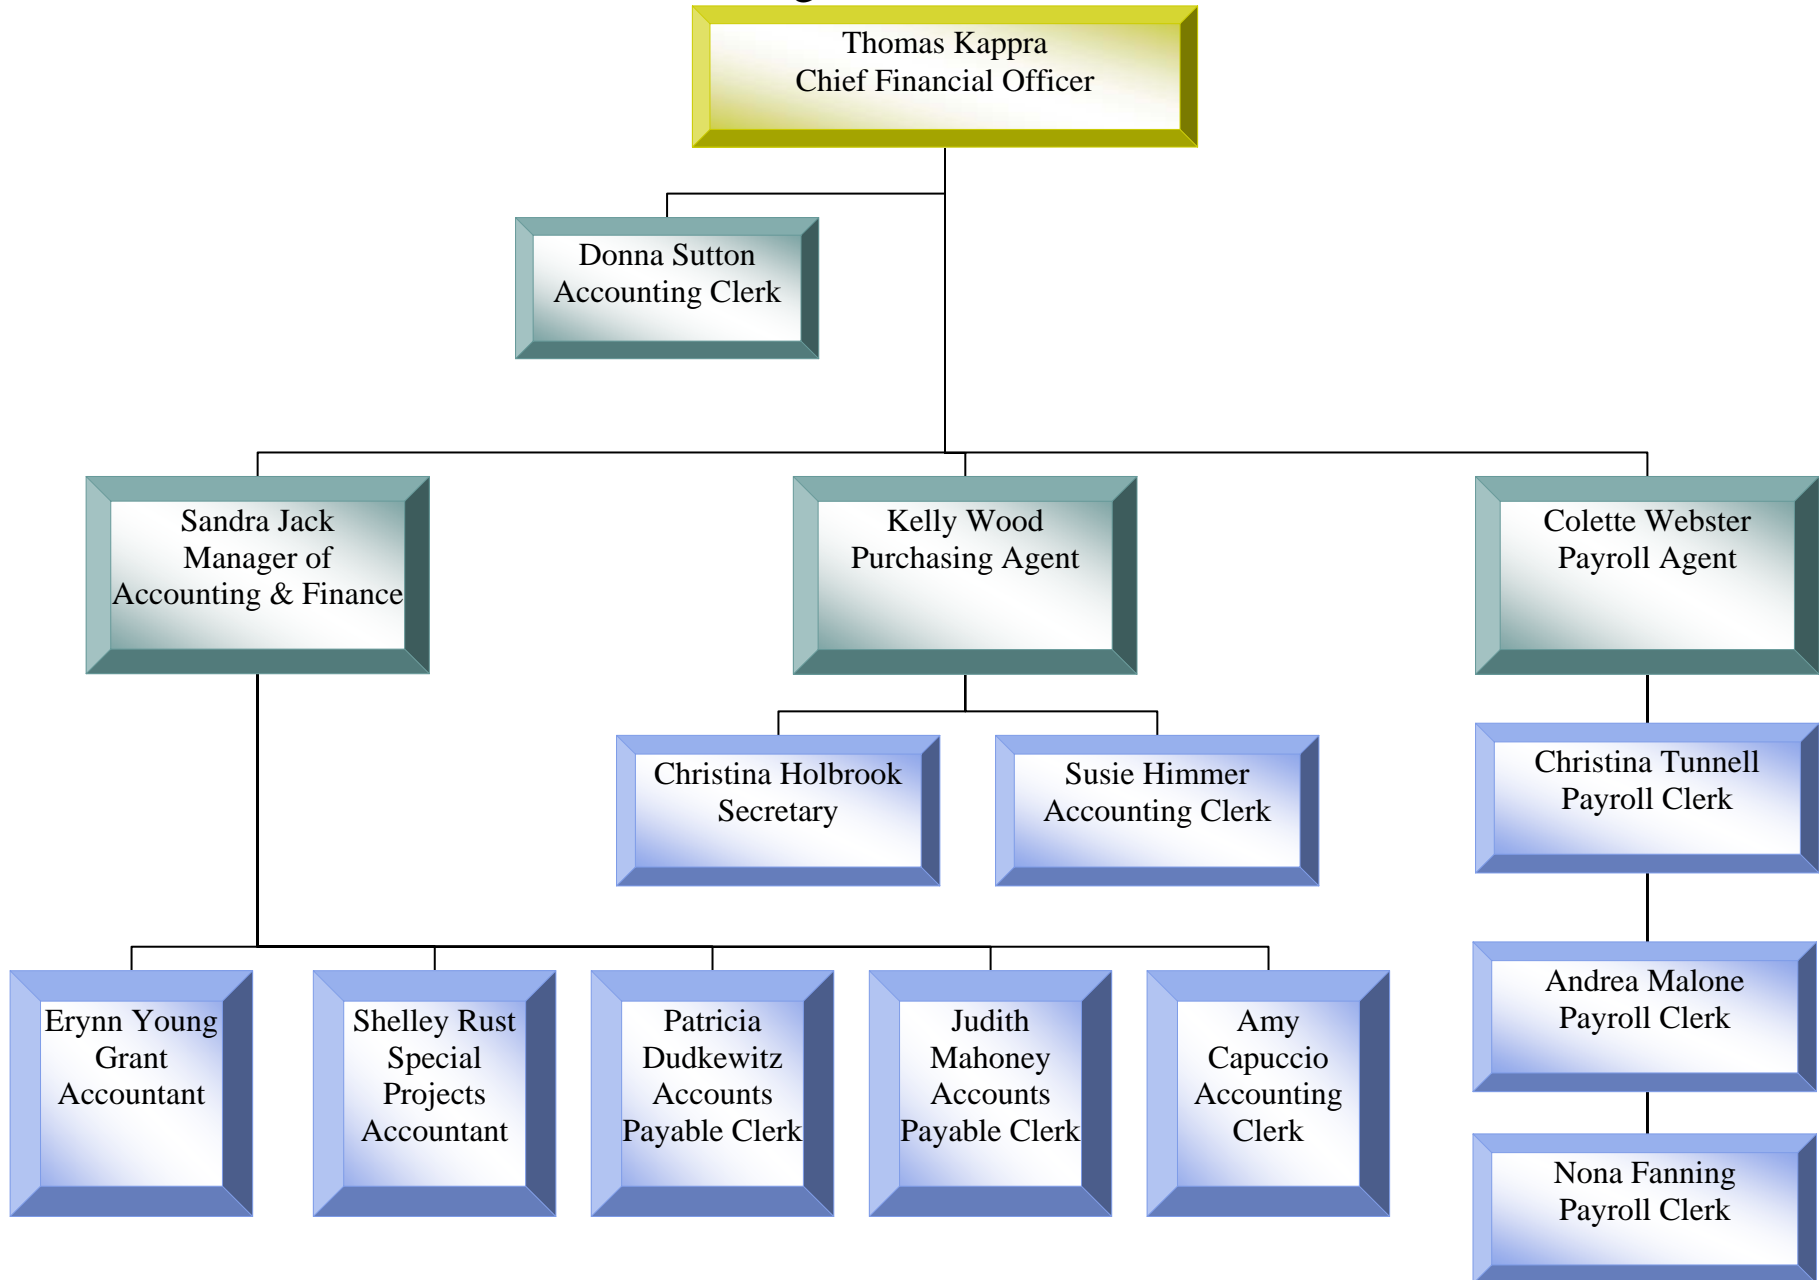 Thomas Kappra
Chief Financial Officer
Donna Sutton
Accounting Clerk
Sandra Jack
Manager of
Accounting & Finance
Kelly Wood
Purchasing Agent
Colette Webster
Payroll Agent
Christina Holbrook
Secretary
Susie Himmer
Accounting Clerk
Christina Tunnell
Payroll Clerk
Erynn Young
Grant
Accountant
Shelley Rust
Special
Projects
Accountant
Patricia
Dudkewitz
Accounts
Payable Clerk
Judith
Mahoney
Accounts
Payable Clerk
Amy
Capuccio
Accounting
Clerk
Andrea Malone
Payroll Clerk
Nona Fanning
Payroll Clerk